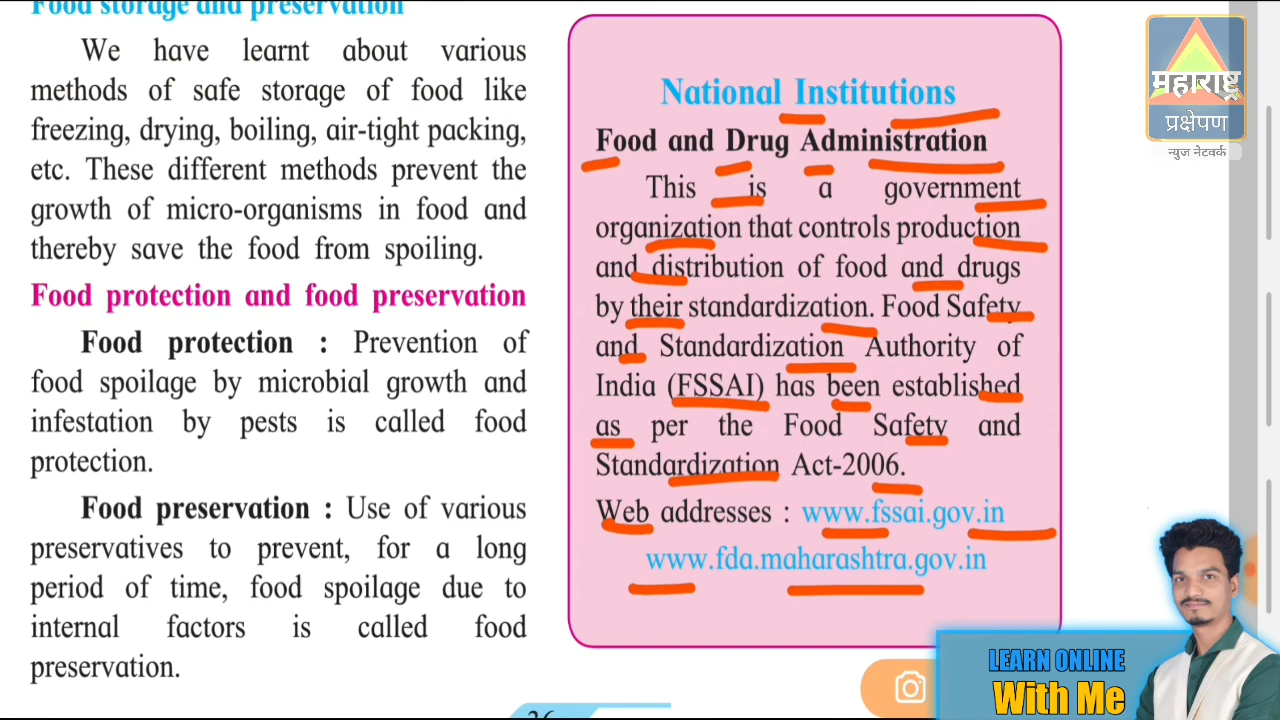 Food storage and preservation
We have learnt about various
methods of safe storage of food like
freezing, drying, boiling, air-tight packing,
etc. These different methods prevent the
growth of micro-organisms in food and
thereby save the food from spoiling.
Food protection and food preservation
Food protection : Prevention of
food spoilage by microbial growth and
infestation by pests is called food
protection.
Food preservation : Use of various
preservatives to prevent, for a long
period of time, food spoilage due to
internal factors is called food
preservation.
National Institutions
Food and Drug Administration
This is a government
organization that controls production
and distribution of food and drugs
by their standardization. Food Safety
and Standardization Authority of
India (FSSAI) has been established
as per the Food Safety and
Standardization Act-2006.
Web addresses : www.fssai.gov.in
www.fda.maharashtra.gov.in
महाराष्ट्र
प्रक्षेपण
न्युज नेटवर्क
LEARN ONLINE
With Me